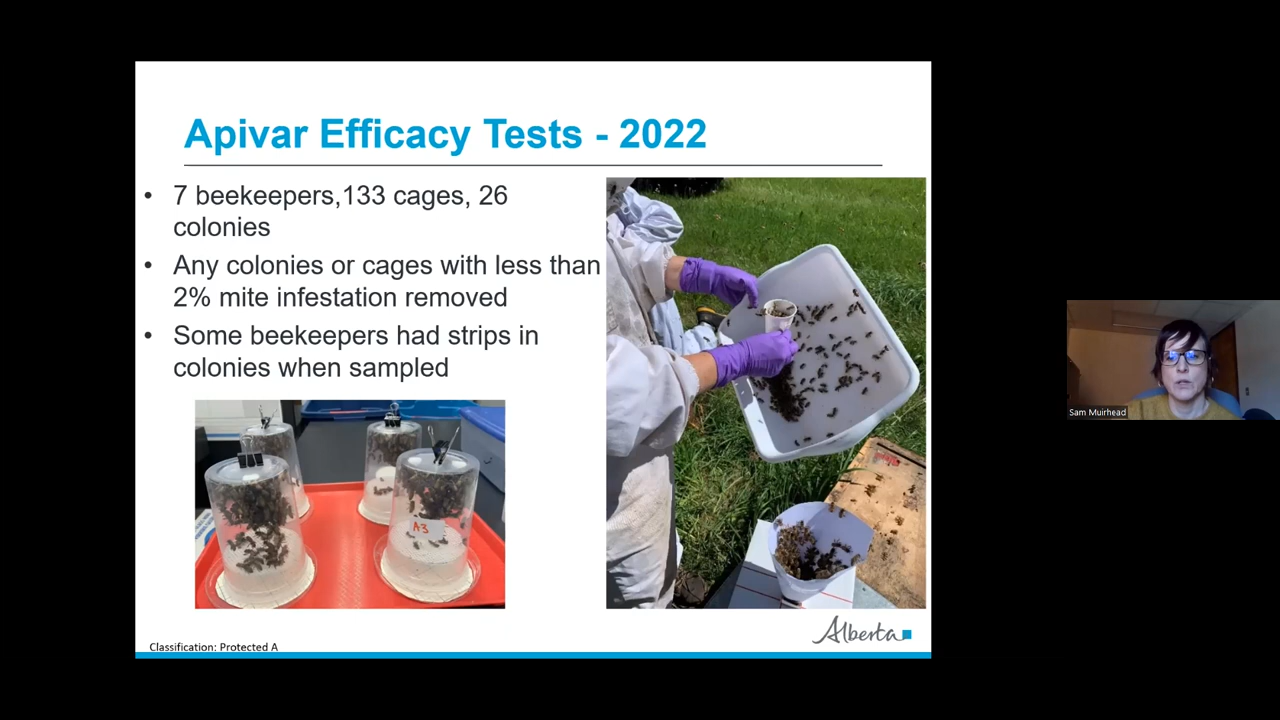 Apivar Efficacy Tests - 2022
• 7 beekeepers,133 cages, 26
colonies
• Any colonies or cages with less than
2% mite infestation removed
• Some beekeepers had strips in
colonies when sampled
A3
Alberta
Classification: Protected A
Sam Muirhead